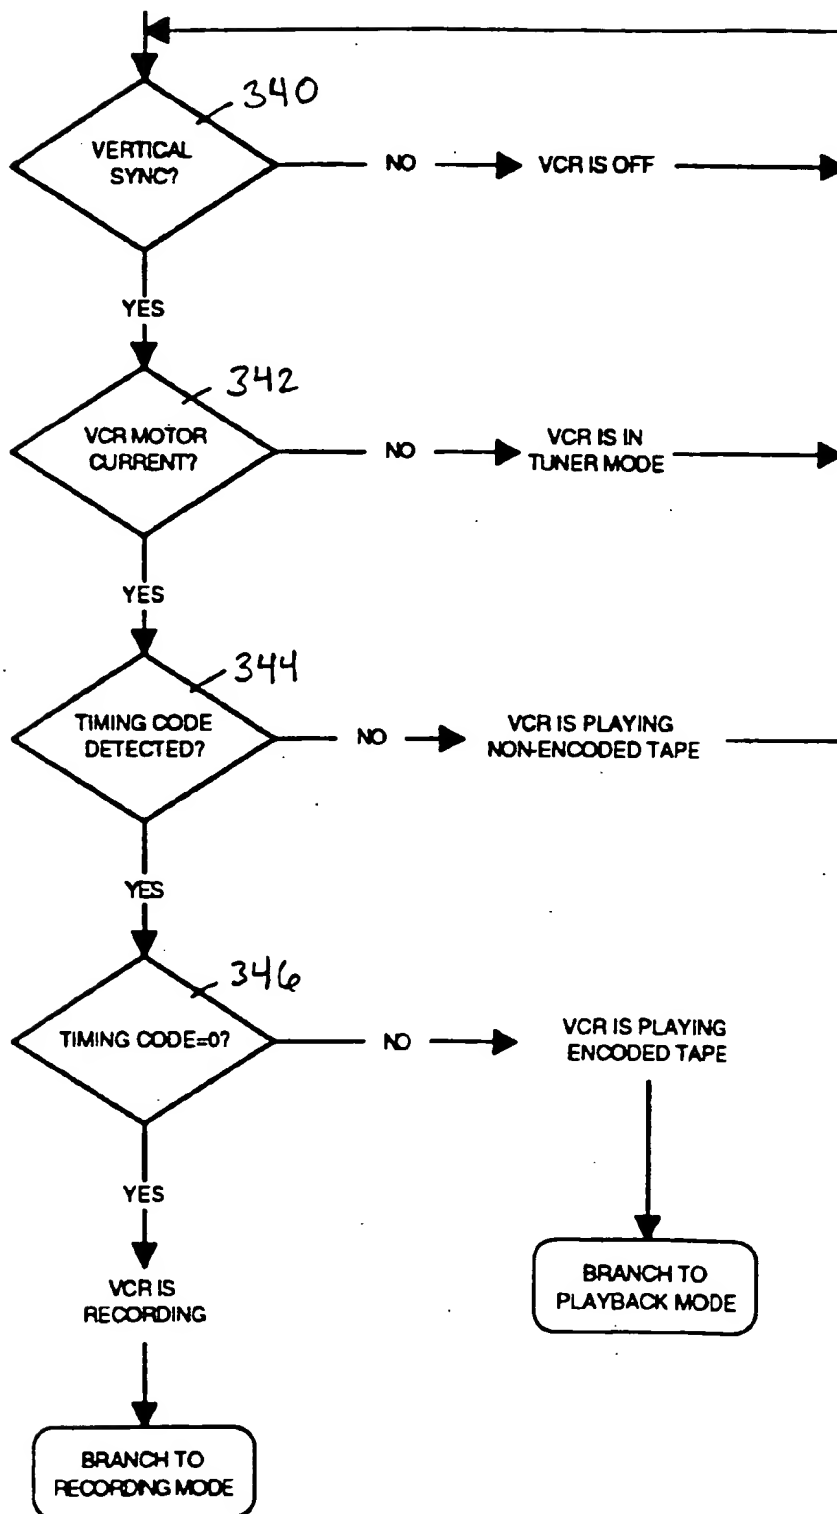 340
VERTICAL
SYNC?
NO
VCR IS OFF
YES
342
VCR MOTOR
CURRENT?
NO
VCR IS IN
TUNER MODE
YES
344
TIMING CODE
DETECTED?
NO
VCR IS PLAYING
NON-ENCODED TAPE
YES
346
TIMING CODE=0?
NO
VCR IS PLAYING
ENCODED TAPE
YES
VCR IS
RECORDING
BRANCH TO
PLAYBACK MODE
BRANCH TO
RECORDING MODE